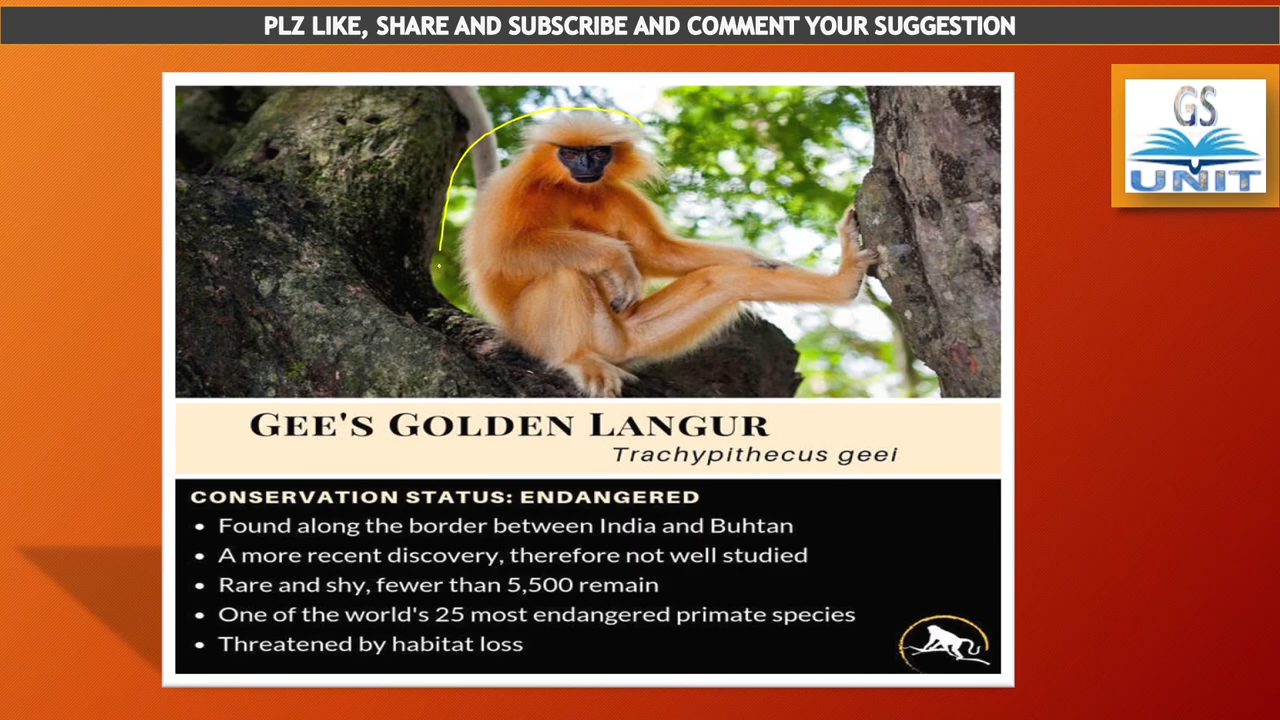 PLZ LIKE, SHARE AND SUBSCRIBE AND COMMENT YOUR SUGGESTION
GS
UNIT
GEE'S GOLDEN LANGUR
Trachypithecus geei
CONSERVATION STATUS: ENDANGERED
• Found along the border between India and Buhtan
• A more recent discovery, therefore not well studied
• Rare and shy, fewer than 5,500 remain
• One of the world's 25 most endangered primate species
• Threatened by habitat loss